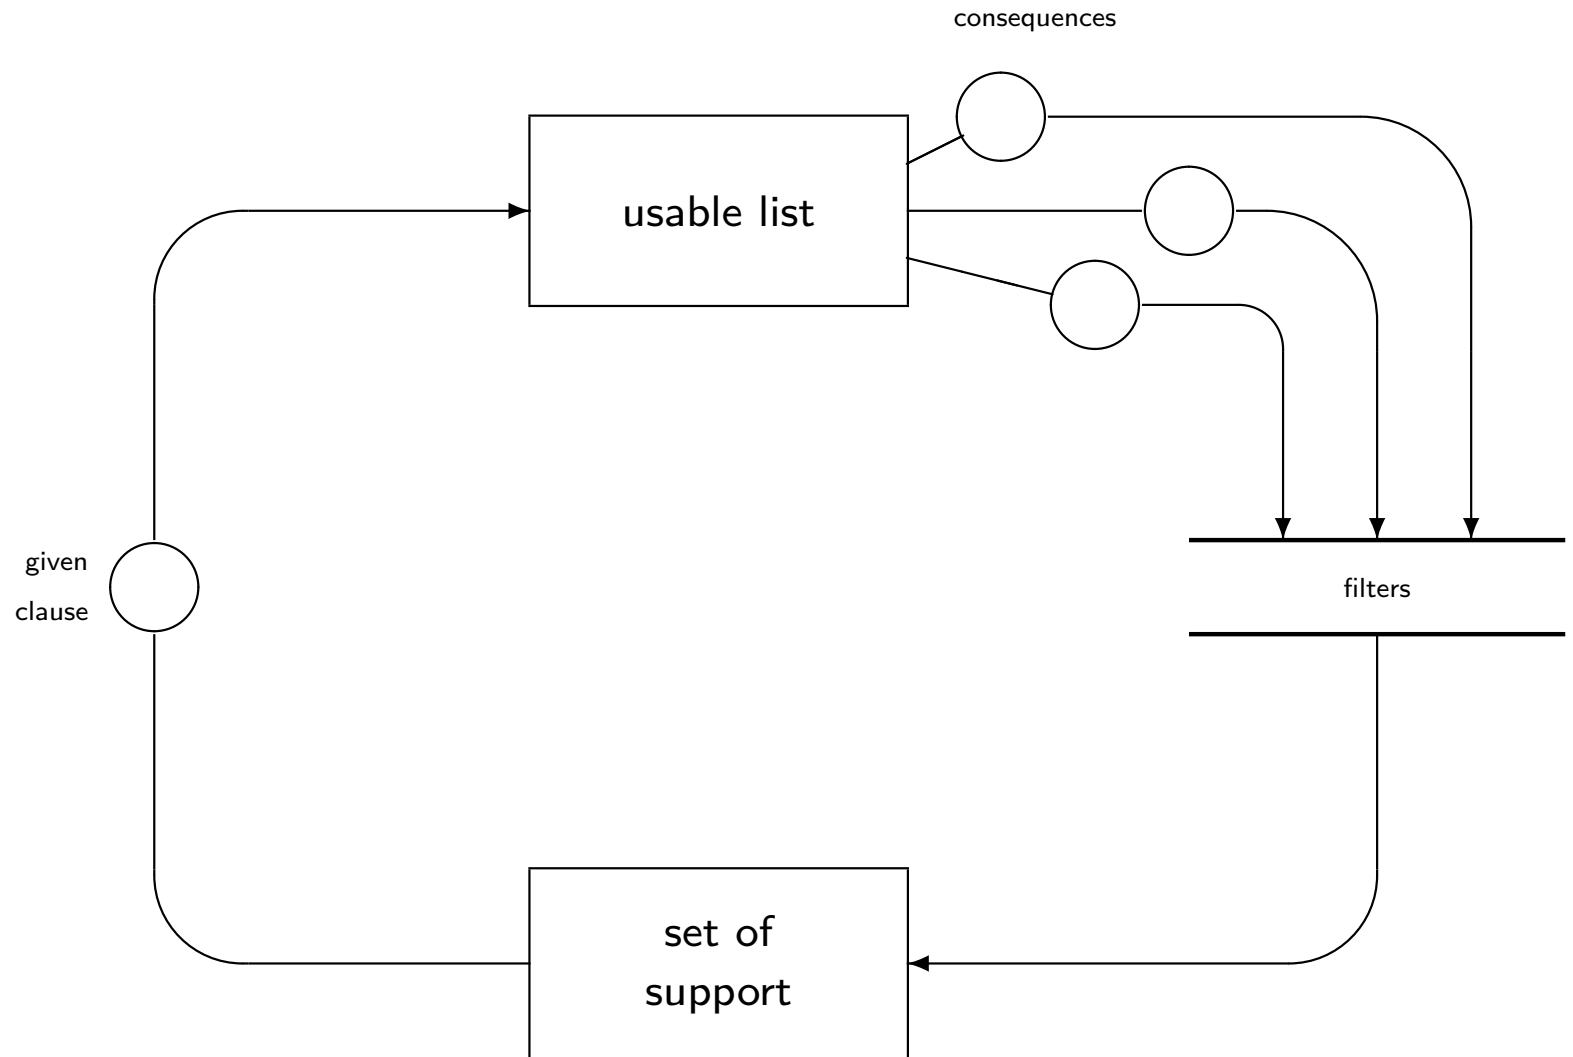 consequences
usable list
given
clause
filters
set of
support